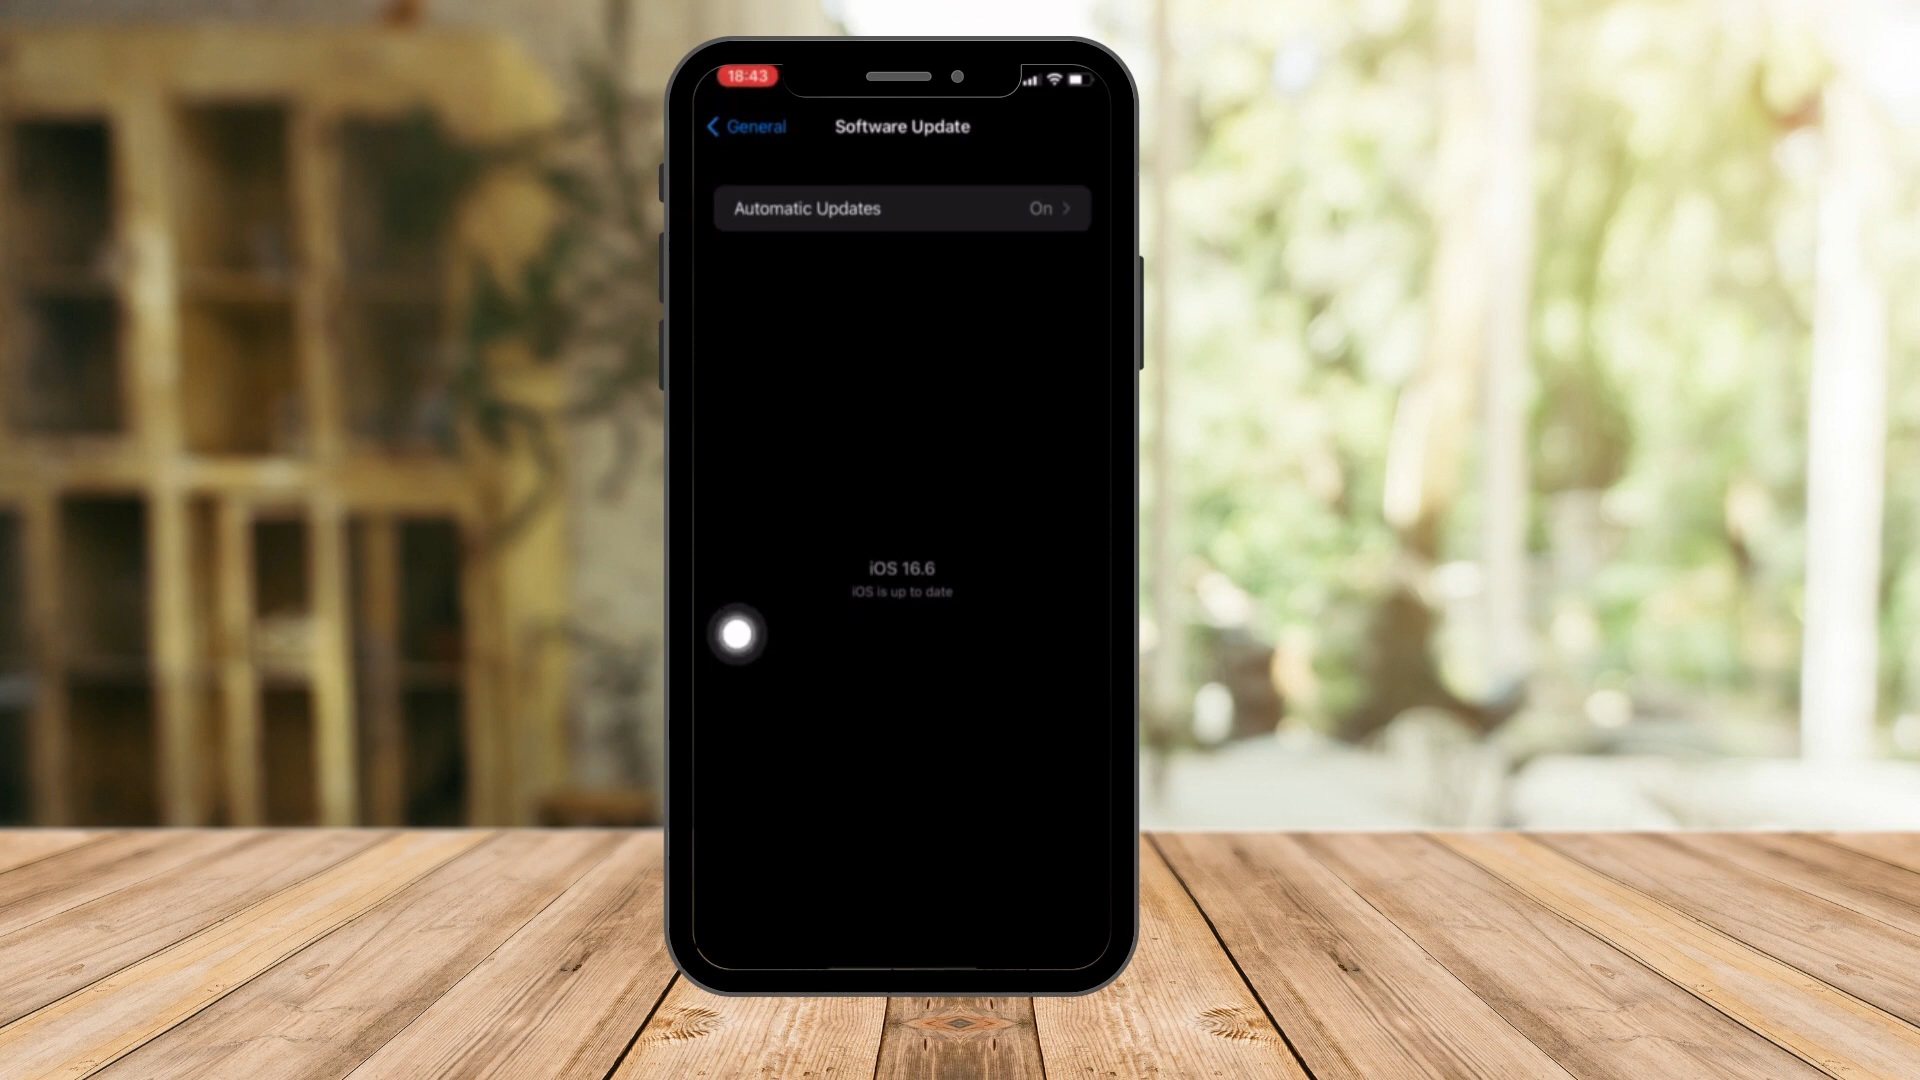 18:43
General
Software Update
Automatic Updates
On
iOS 16.6
iOS is up to date